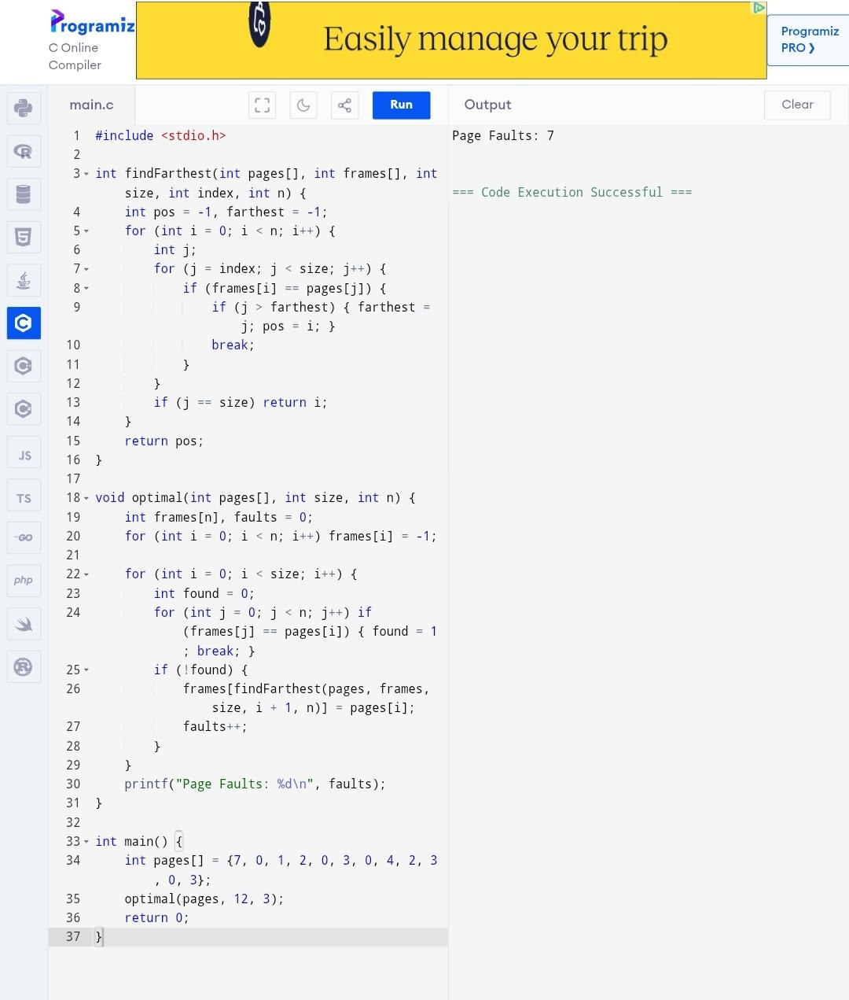 Programiz
C Online
Compiler
Easily manage your trip
Programiz
PRO ❯
main.c
Run
Output
Clear
1 #include <stdio.h>
2
3 int findFarthest(int pages[], int frames[], int
size, int index, int n) {
4 int pos = -1, farthest = -1;
5 for (int i = 0; i < n; i++) {
6 int j;
7 for (j = index; j < size; j++) {
8 if (frames[i] == pages[j]) {
9 if (j > farthest) { farthest =
j; pos = i; }
10 break;
11 }
12 }
13 if (j == size) return i;
14 }
15 return pos;
16 }
17
18 void optimal(int pages[], int size, int n) {
19 int frames[n], faults = 0;
20 for (int i = 0; i < n; i++) frames[i] = -1;
21
22 for (int i = 0; i < size; i++) {
23 int found = 0;
24 for (int j = 0; j < n; j++) if
(frames[j] == pages[i]) { found = 1
; break; }
25 if (!found) {
26 frames[findFarthest(pages, frames,
size, i + 1, n)] = pages[i];
27 faults++;
28 }
29 }
30 printf("Page Faults: %d\n", faults);
31 }
32
33 int main() {
34 int pages[] = {7, 0, 1, 2, 0, 3, 0, 4, 2, 3
, 0, 3};
35 optimal(pages, 12, 3);
36 return 0;
37 }
Page Faults: 7
=== Code Execution Successful ===
JS
TS
GO
php